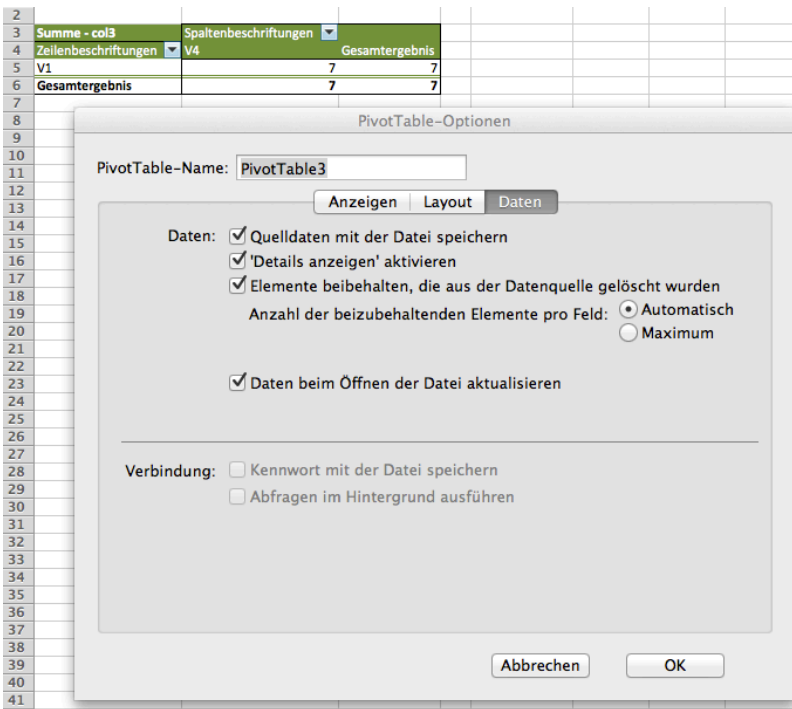 2
3 Summe - col3 Spaltenbeschriftungen
4 Zeilenbeschriftungen V4 Gesamtergebnis
5 V1 7 7
6 Gesamtergebnis 7 7
7
8 PivotTable-Optionen
9
10
11 PivotTable-Name: PivotTable3
12
13 Anzeigen Layout Daten
14
15 Daten: Quelldaten mit der Datei speichern
16 'Details anzeigen' aktivieren
17 Elemente beibehalten, die aus der Datenquelle gelöscht wurden
18
19 Anzahl der beizubehaltenden Elemente pro Feld: Automatisch
20 Maximum
21
22
23 Daten beim Öffnen der Datei aktualisieren
24
25
26
27
28 Verbindung: Kennwort mit der Datei speichern
29 Abfragen im Hintergrund ausführen
30
31
32
33
34
35
36
37
38
39 Abbrechen OK
40
41